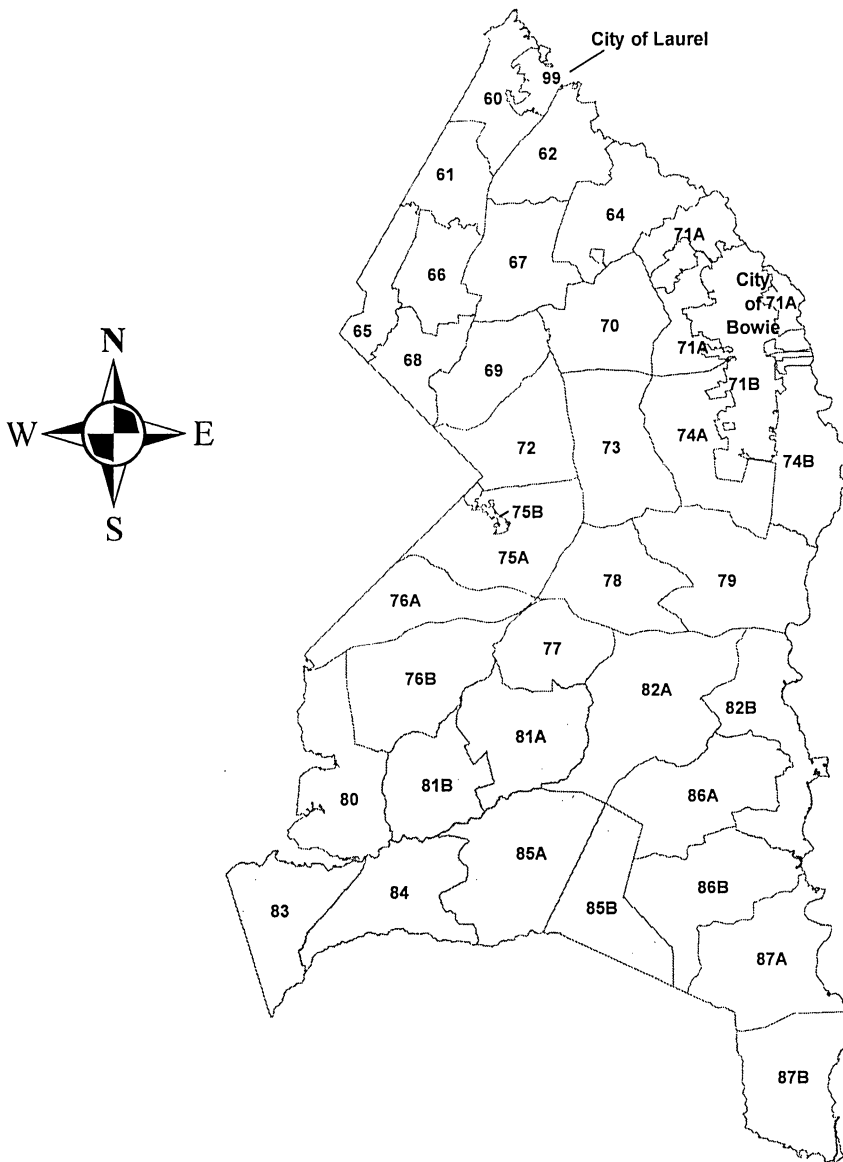 City of Laurel
99
60
62
61
64
71A
66
67
City
of
Bowie
71A
65
70
68
69
71A
N
W
E
S
71B
72
73
74A
74B
75B
75A
78
79
76A
77
76B
82A
82B
81A
81B
80
86A
85A
86B
84
83
85B
87A
87B